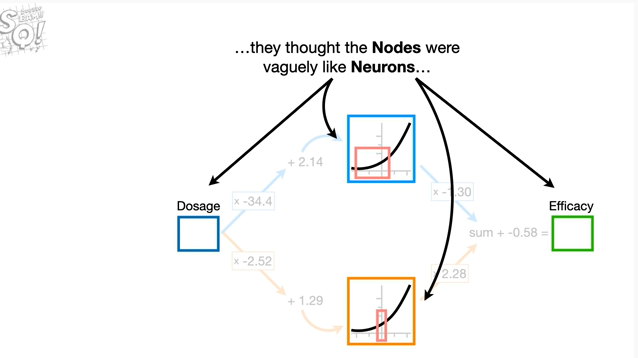 …they thought the Nodes were
vaguely like Neurons…
+ 2.14
x -34.4
x -1.30
Dosage
Efficacy
sum + -0.58 =
x -2.52
2.28
+ 1.29